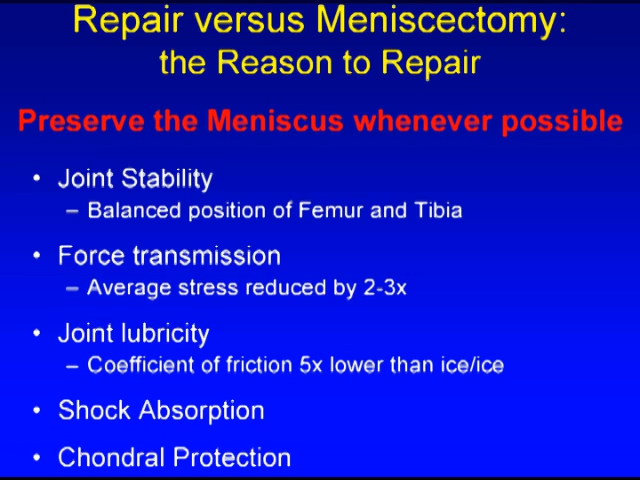 Repair versus Meniscectomy:
the Reason to Repair
Preserve the Meniscus whenever possible
• Joint Stability
– Balanced position of Femur and Tibia
• Force transmission
– Average stress reduced by 2-3x
• Joint lubricity
– Coefficient of friction 5x lower than ice/ice
• Shock Absorption
• Chondral Protection